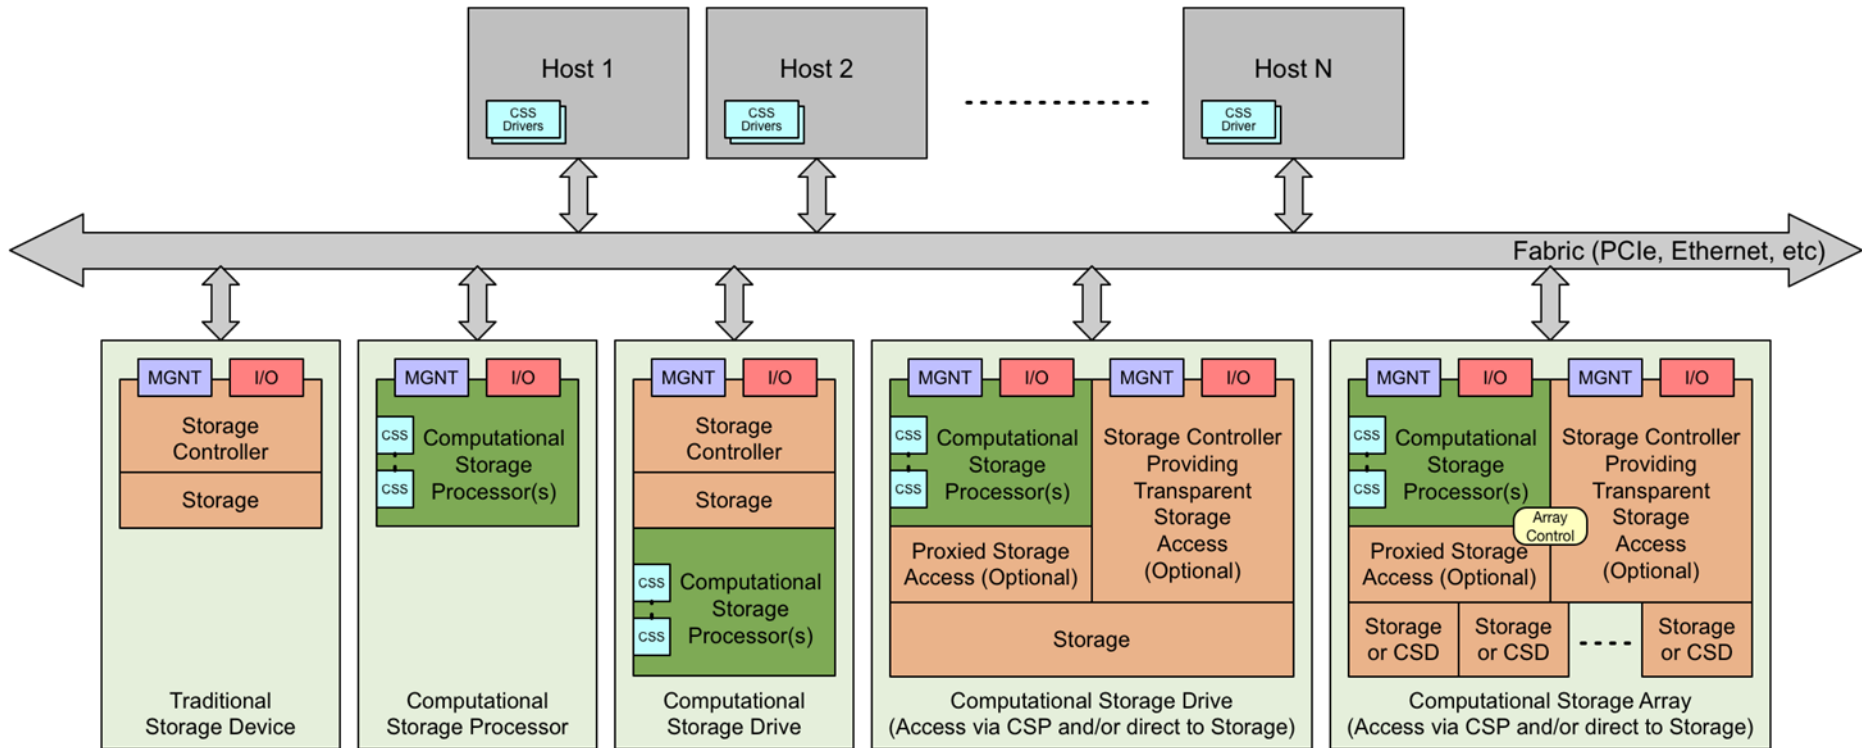 Host 1
CSS
Drivers
Host 2
CSS
Drivers
Host N
CSS
Driver
Fabric (PCIe, Ethernet, etc)
MGNT
I/O
Storage
Controller
Storage
Traditional
Storage Device
MGNT
I/O
CSS
CSS
Computational
Storage
Processor(s)
Computational
Storage Processor
MGNT
I/O
Storage
Controller
Storage
CSS
CSS
Computational
Storage
Processor(s)
Computational
Storage Drive
MGNT
I/O
MGNT
I/O
CSS
CSS
Computational
Storage
Processor(s)
Storage Controller
Providing
Transparent
Storage
Access
(Optional)
Proxied Storage
Access (Optional)
Storage
Computational Storage Drive
(Access via CSP and/or direct to Storage)
MGNT
I/O
MGNT
I/O
CSS
CSS
Computational
Storage
Processor(s)
Storage Controller
Providing
Transparent
Storage
Access
(Optional)
Array
Control
Proxied Storage
Access (Optional)
Storage
or CSD
Storage
or CSD
Storage
or CSD
Computational Storage Array
(Access via CSP and/or direct to Storage)